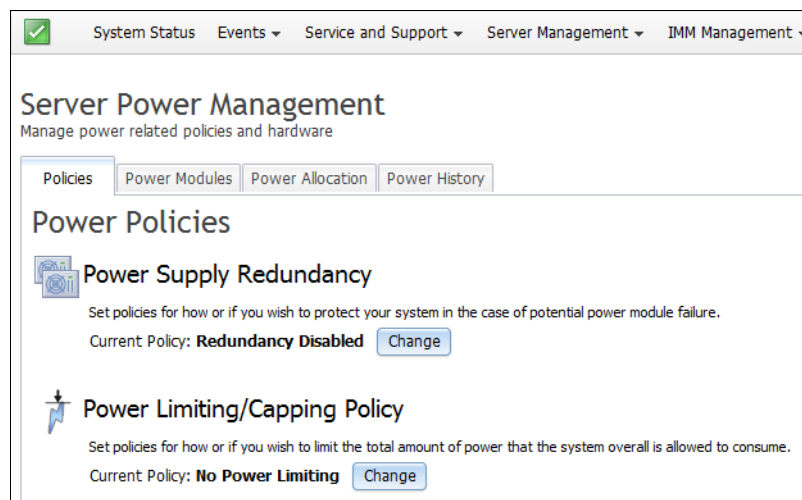 System Status Events Service and Support Server Management IMM Management
Server Power Management
Manage power related policies and hardware
Policies Power Modules Power Allocation Power History
Power Policies
Power Supply Redundancy
Set policies for how or if you wish to protect your system in the case of potential power module failure.
Current Policy: Redundancy Disabled Change
Power Limiting/Capping Policy
Set policies for how or if you wish to limit the total amount of power that the system overall is allowed to consume.
Current Policy: No Power Limiting Change